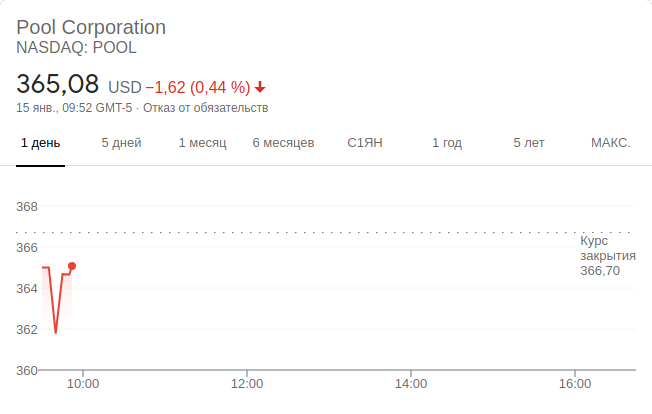 Pool Corporation
NASDAQ: POOL
365,08 USD −1,62 (0,44 %)
15 янв., 09:52 GMT-5 · Отказ от обязательств
1 день 5 дней 1 месяц 6 месяцев С1ЯН 1 год 5 лет МАКС.
368
366
364
362
360
Курс
закрытия
366,70
10:00 12:00 14:00 16:00